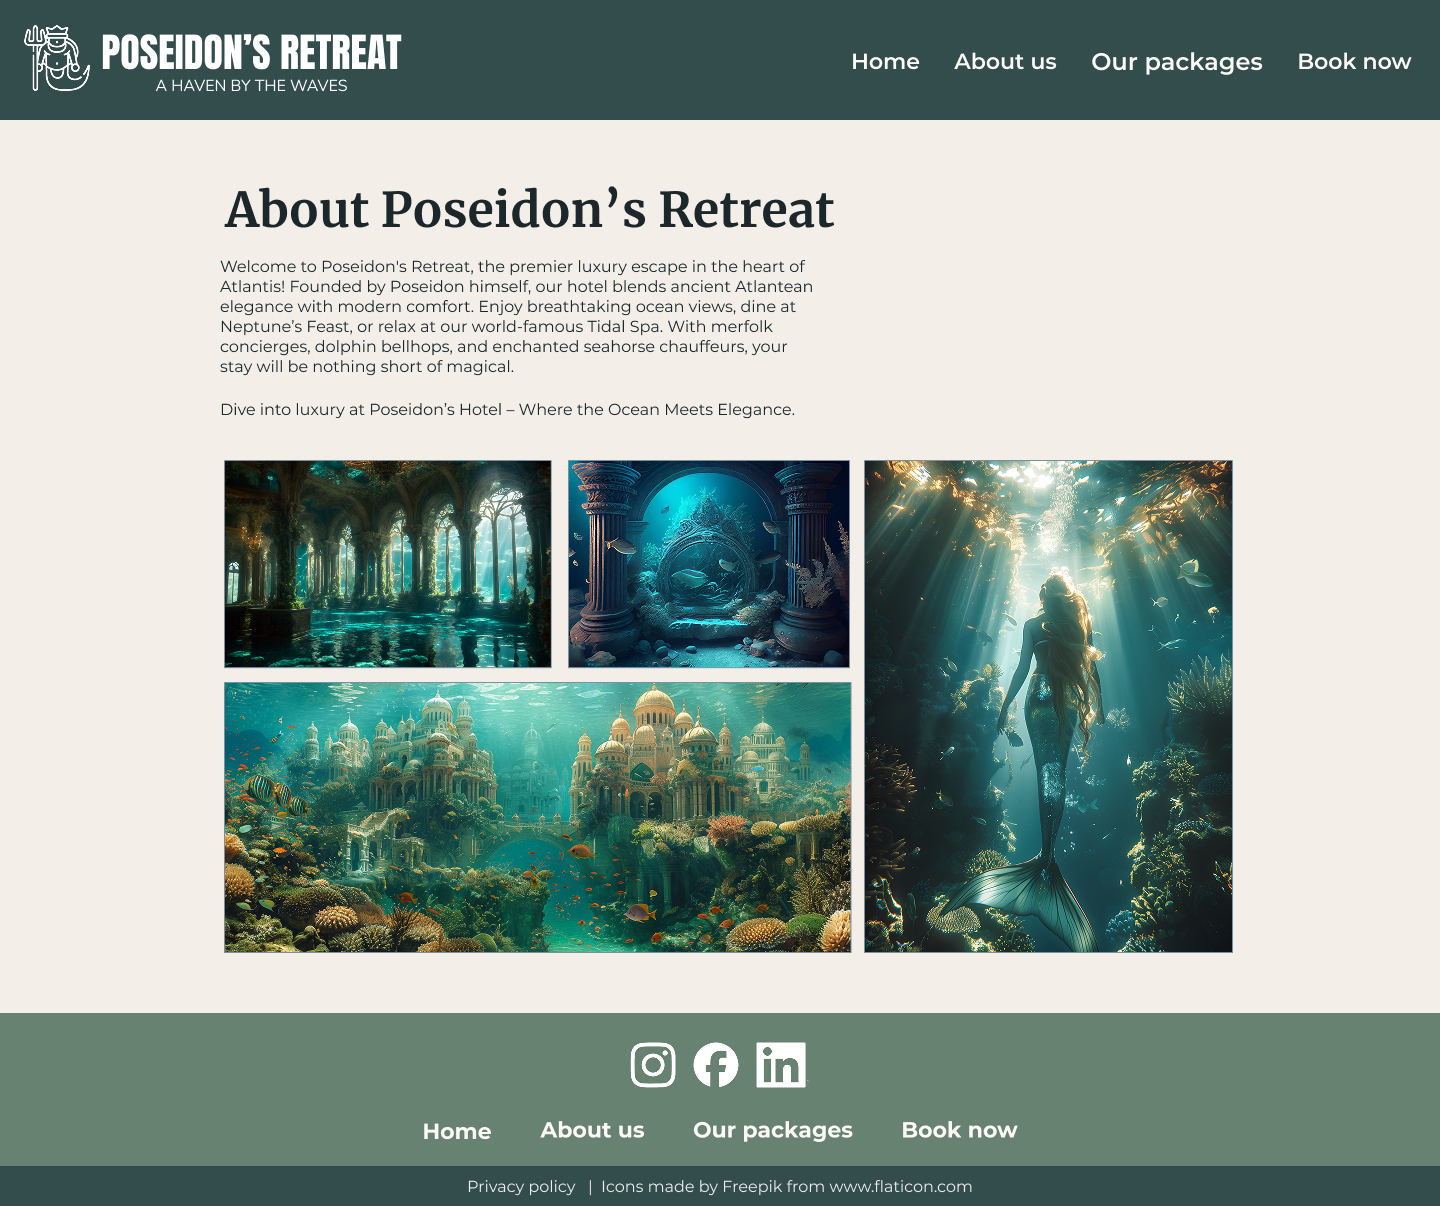 POSEIDON’S RETREAT
A HAVEN BY THE WAVES
Home About us Our packages Book now
About Poseidon’s Retreat
Welcome to Poseidon's Retreat, the premier luxury escape in the heart of
Atlantis! Founded by Poseidon himself, our hotel blends ancient Atlantean
elegance with modern comfort. Enjoy breathtaking ocean views, dine at
Neptune’s Feast, or relax at our world-famous Tidal Spa. With merfolk
concierges, dolphin bellhops, and enchanted seahorse chauffeurs, your
stay will be nothing short of magical.
Dive into luxury at Poseidon’s Hotel – Where the Ocean Meets Elegance.
in
Home About us Our packages Book now
Privacy policy | Icons made by Freepik from www.flaticon.com